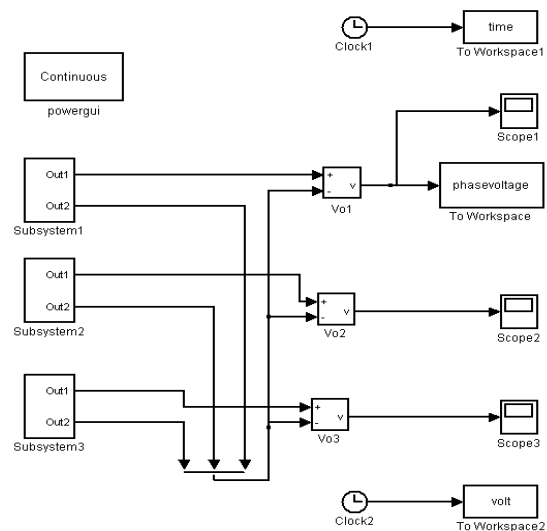 time
Clock1
To Workspace1
Continuous
powergui
Scope1
Out1
+
v
phasevoltage
Out2
-
Vo1
To Workspace
Subsystem1
Out1
+
v
Out2
-
Subsystem2
Vo2
Scope2
Out1
+
v
Out2
-
Subsystem3
Vo3
Scope3
volt
Clock2
To Workspace2